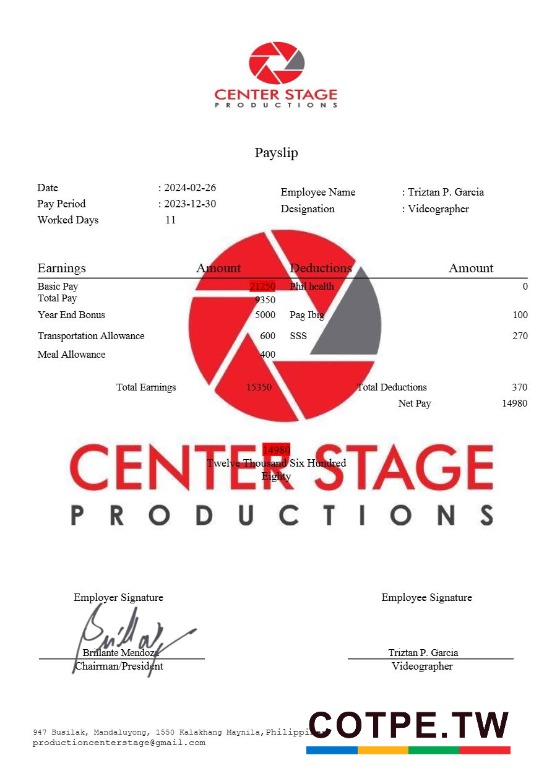 CENTER STAGE
PRODUCTIONS
Payslip
Date : 2024-02-26
Pay Period : 2023-12-30
Worked Days 11
Employee Name : Triztan P. Garcia
Designation : Videographer
Earnings Amount Deductions Amount
Basic Pay 21250 Phil health 0
Total Pay 9350
Year End Bonus 5000 Pag Ibig 100
Transportation Allowance 600 SSS 270
Meal Allowance 400
Total Earnings 15350 Total Deductions 370
Net Pay 14980
14980
Twelve Thousand Six Hundred
Eighty
CENTER STAGE
PRODUCTIONS
Employer Signature Employee Signature
Brillante Mendoza Triztan P. Garcia
Chairman/President Videographer
947 Busilak, Mandaluyong, 1550 Kalakhang Maynila,Philippines
productioncenterstage@gmail.com
COTPE.TW